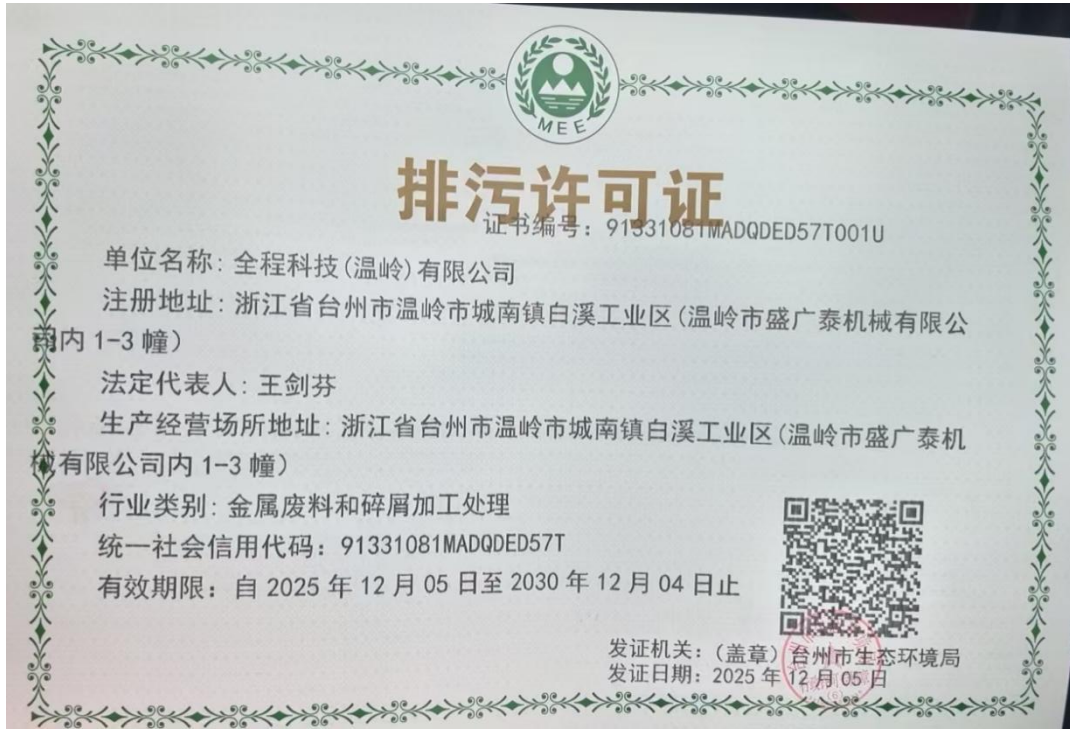 MEE
排污许可证
证书编号：91331081MADQDED57T001U
单位名称：全程科技(温岭)有限公司
注册地址：浙江省台州市温岭市城南镇白溪工业区(温岭市盛广泰机械有限公
司内 1-3 幢)
法定代表人：王剑芬
生产经营场所地址：浙江省台州市温岭市城南镇白溪工业区(温岭市盛广泰机
械有限公司内 1-3 幢)
行业类别：金属废料和碎屑加工处理
统一社会信用代码：91331081MADQDED57T
有效期限：自 2025 年 12 月 05 日至 2030 年 12 月 04 日止
发证机关：（盖章）台州市生态环境局
发证日期：2025 年 12 月 05 日